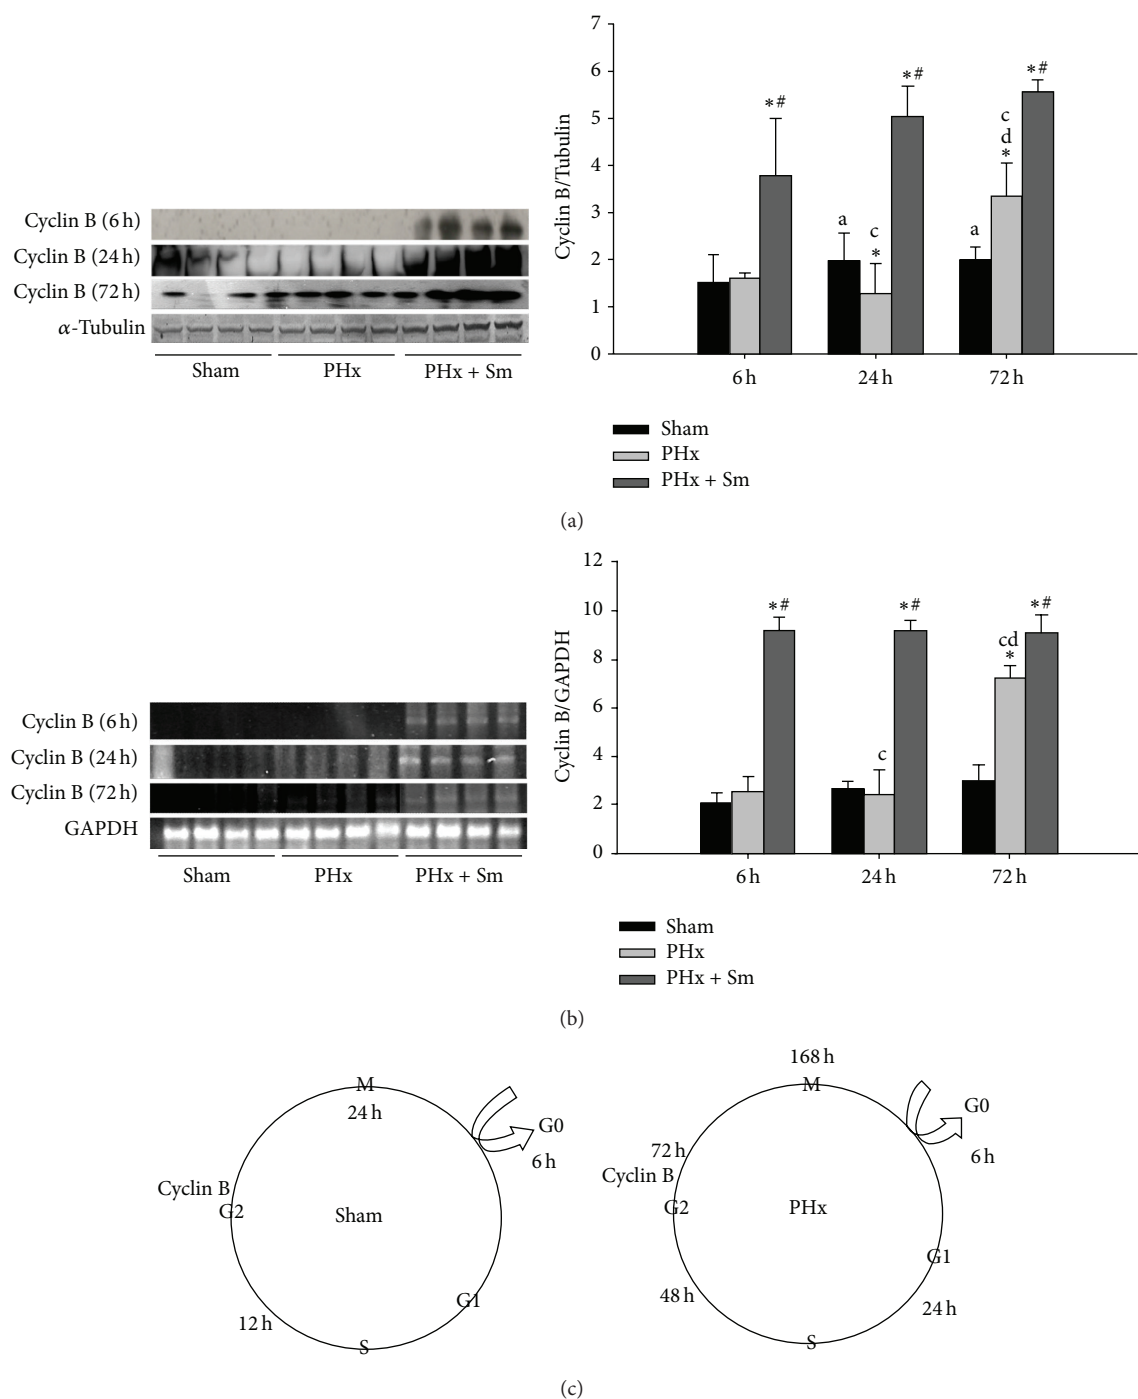 Cyclin B (6 h)
Cyclin B (24 h)
Cyclin B (72 h)
α-Tubulin
Sham
PHx
PHx + Sm
Cyclin B/Tubulin
7
6
5
4
3
2
1
0
*#
a
c
*
*#
a
c
d
*
*#
6 h
24 h
72 h
Sham
PHx
PHx + Sm
(a)
Cyclin B (6 h)
Cyclin B (24 h)
Cyclin B (72 h)
GAPDH
Sham
PHx
PHx + Sm
Cyclin B/GAPDH
12
10
8
6
4
2
0
*#
c
*#
cd
*
*#
6 h
24 h
72 h
Sham
PHx
PHx + Sm
(b)
M
24 h
G0
6 h
Cyclin B
G2
Sham
G1
12 h
S
168 h
M
G0
6 h
72 h
Cyclin B
G2
PHx
G1
48 h
24 h
S
(c)